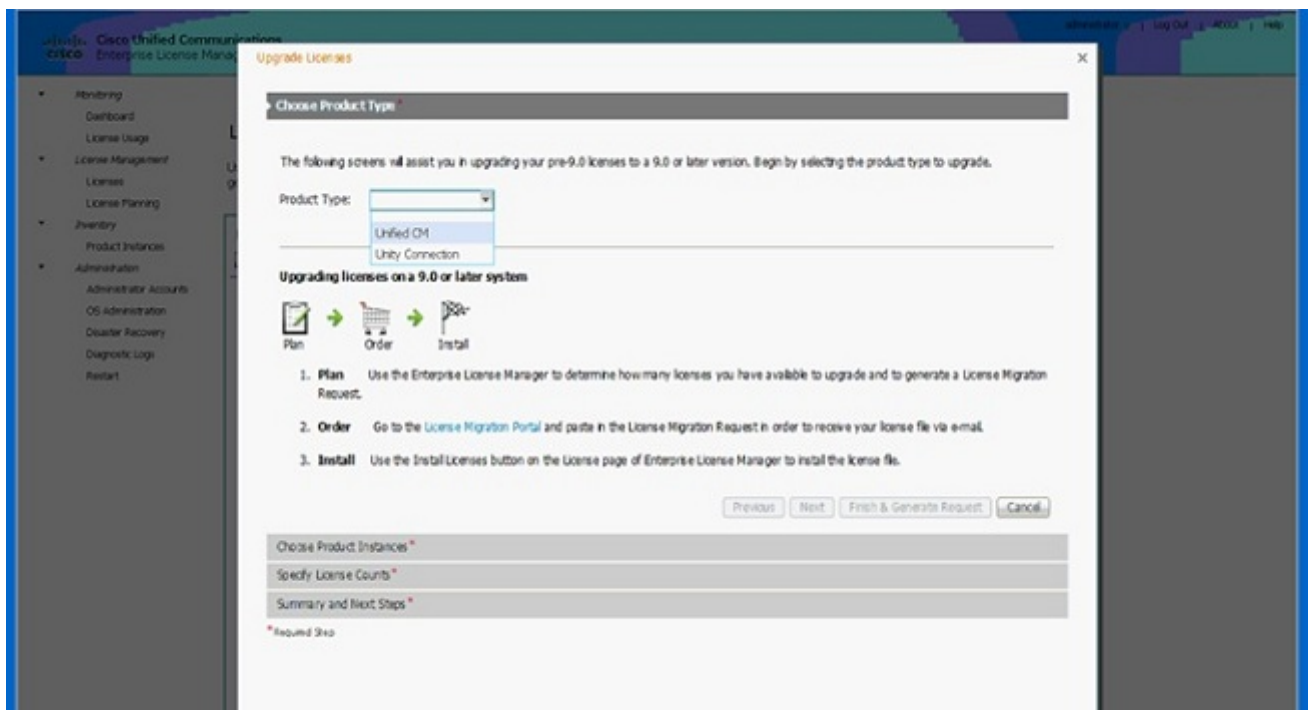 cisco Cisco Unified Communications
Enterprise License Manag
administrator | Log Out | About | Help
Monitoring
Dashboard
License Usage
License Management
Licenses
License Planning
Inventory
Product Instances
Administration
Administrator Accounts
OS Administration
Disaster Recovery
Diagnostic Logs
Restart
Upgrade Licenses
Choose Product Type *
The following screens will assist you in upgrading your pre-9.0 licenses to a 9.0 or later version. Begin by selecting the product type to upgrade.
Product Type:
Unified CM
Unity Connection
Upgrading licenses on a 9.0 or later system
Plan Order Install
1. Plan Use the Enterprise License Manager to determine how many licenses you have available to upgrade and to generate a License Migration
Request.
2. Order Go to the License Migration Portal and paste in the License Migration Request in order to receive your license file via e-mail.
3. Install Use the Install Licenses button on the License page of Enterprise License Manager to install the license file.
Previous Next Finish & Generate Request Cancel
Choose Product Instances *
Specify License Counts *
Summary and Next Steps *
* Required Step